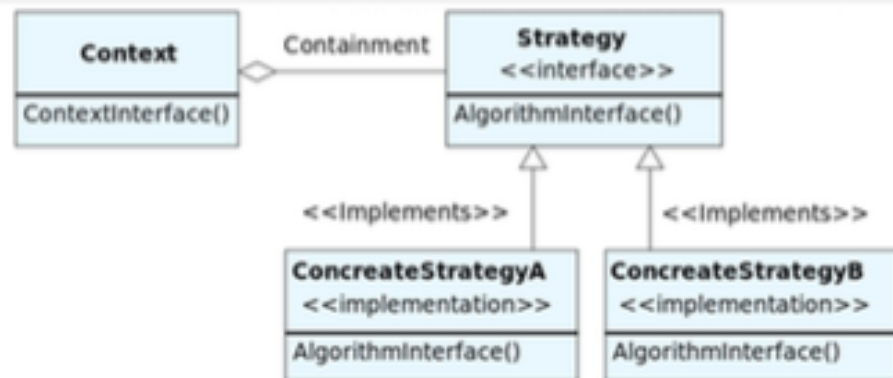 Context
ContextInterface()
Containment
Strategy
<<interface>>
AlgorithmInterface()
<<Implements>>
<<Implements>>
ConcreateStrategyA
<<implementation>>
AlgorithmInterface()
ConcreateStrategyB
<<implementation>>
AlgorithmInterface()